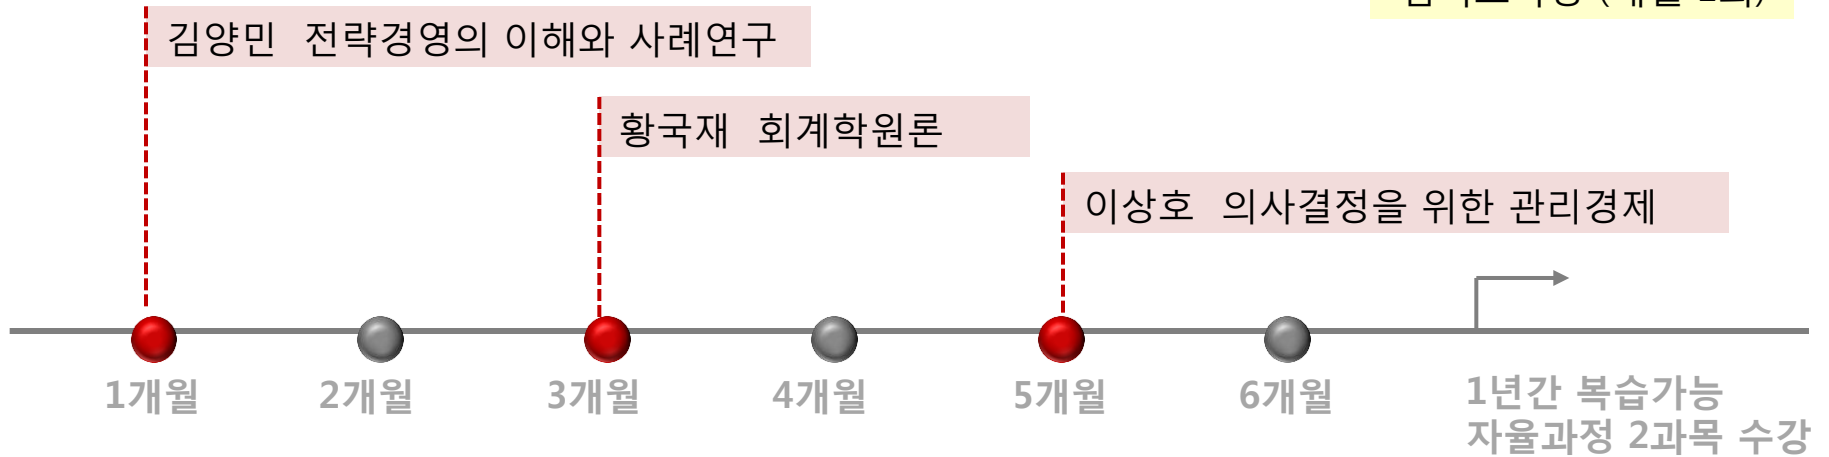 김양민 전략경영의 이해와 사례연구
황국재 회계학원론
이상호 의사결정을 위한 관리경제
1개월 2개월 3개월 4개월 5개월 6개월
1년간 복습가능
자율과정 2과목 수강